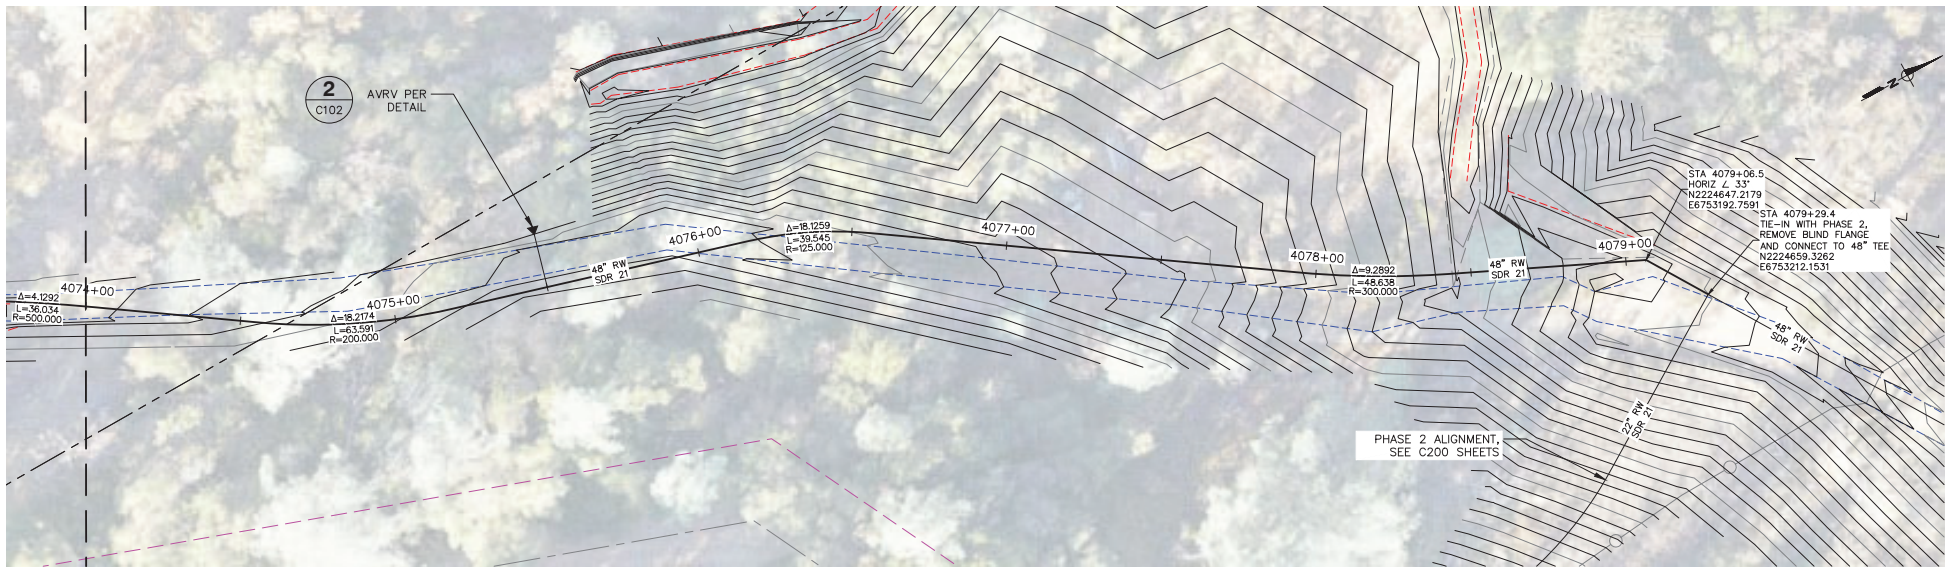 2
C102
AVRV PER
DETAIL
N
4074+00
Δ=4.1292
L=36.034
R=500.000
4075+00
Δ=18.2174
L=63.591
R=200.000
48" RW
SDR 21
4076+00
Δ=18.1259
L=39.545
R=125.000
4077+00
4078+00
Δ=9.2892
L=48.638
R=300.000
48" RW
SDR 21
4079+00
STA 4079+06.5
HORIZ ∠ 33°
N2224647.2179
E6753192.7591
STA 4079+29.4
TIE-IN WITH PHASE 2,
REMOVE BLIND FLANGE
AND CONNECT TO 48" TEE
N2224659.3262
E6753212.1531
48" RW
SDR 21
22" RW
SDR 21
PHASE 2 ALIGNMENT,
SEE C200 SHEETS